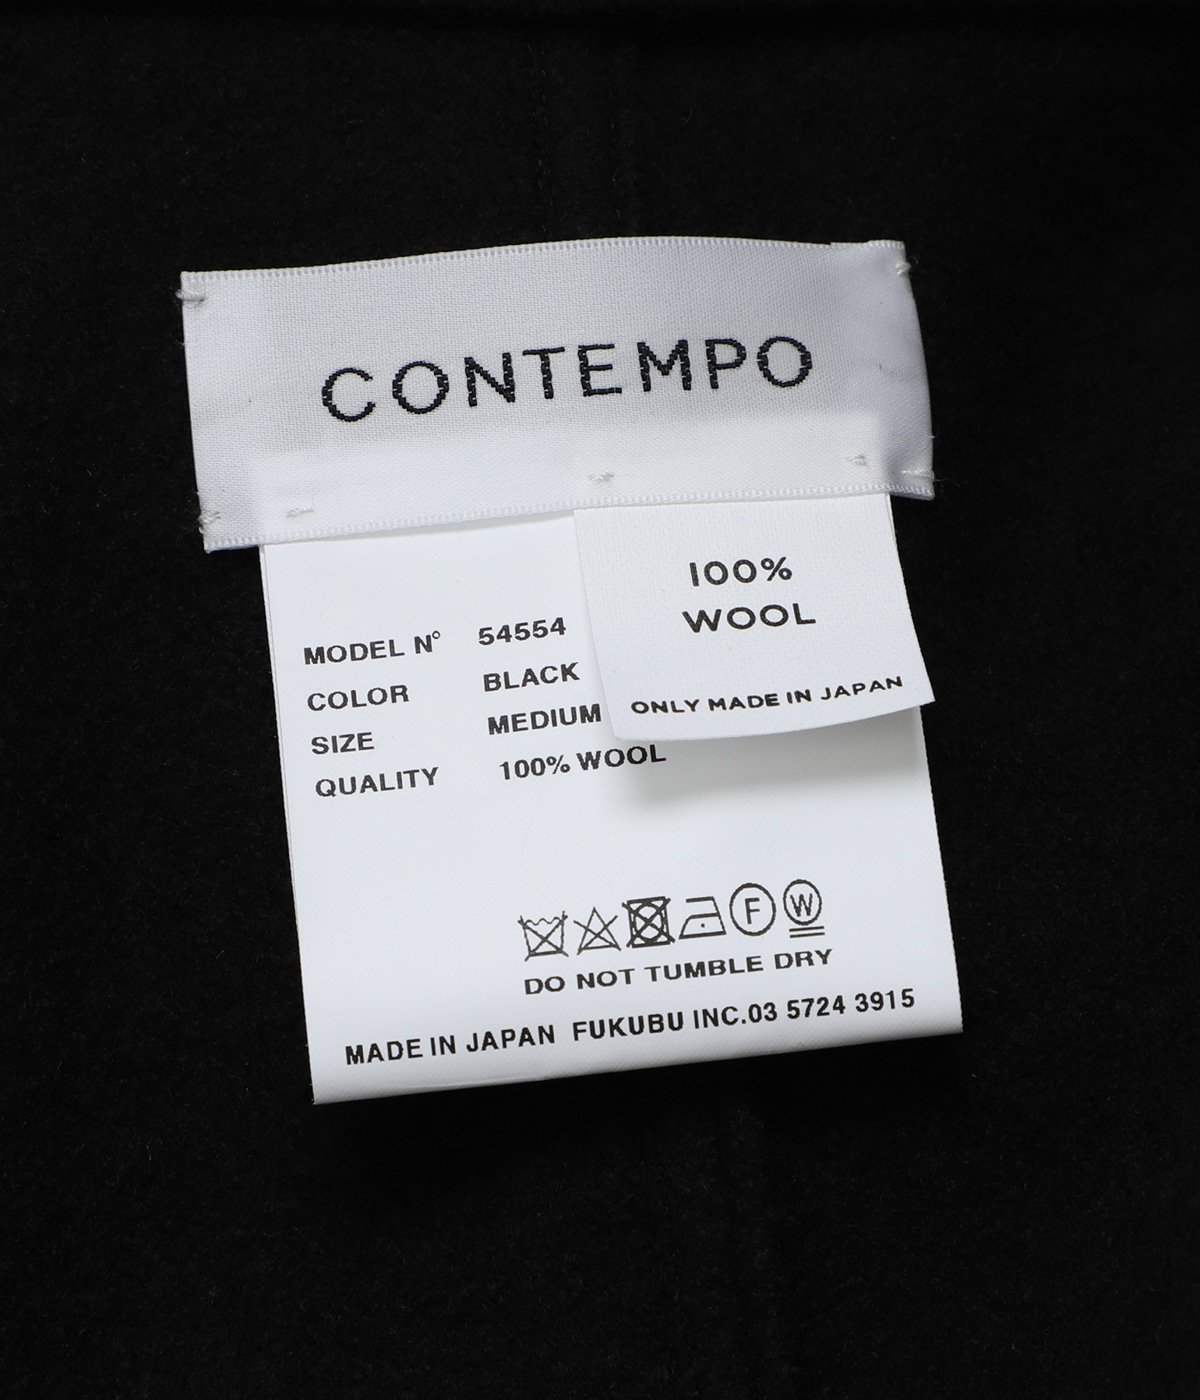 CONTEMPO
100%
WOOL
ONLY MADE IN JAPAN
MODEL N° 54554
COLOR BLACK
SIZE MEDIUM
QUALITY 100% WOOL
F W
DO NOT TUMBLE DRY
MADE IN JAPAN FUKUBU INC.03 5724 3915